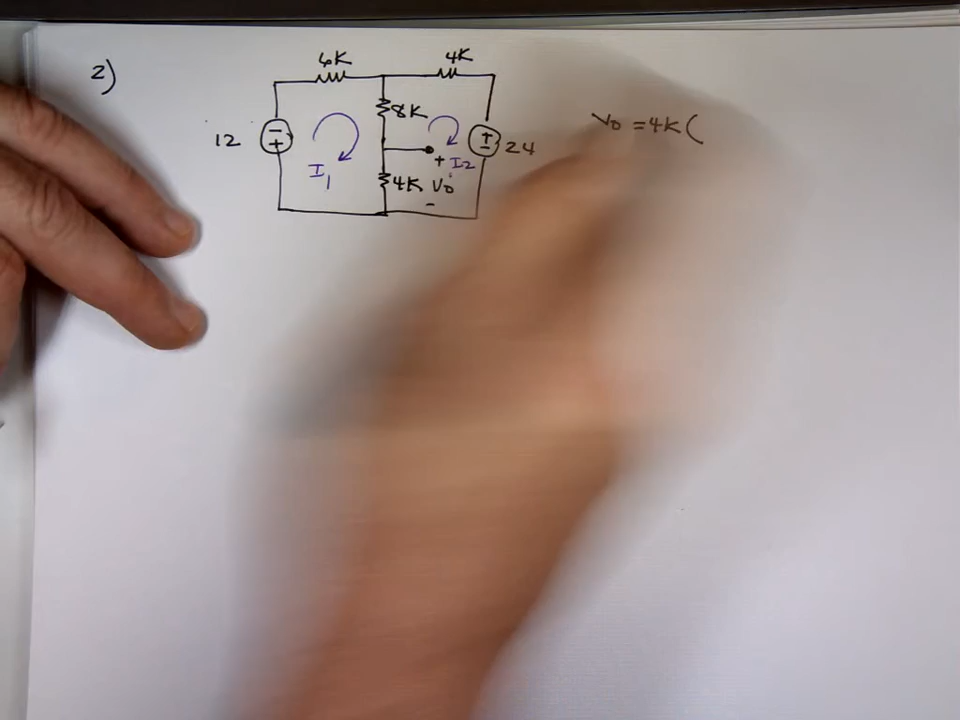 2)
6K 4K
8K
12 - + I1 I2 + - 24
+
4K Vo
-
Vo = 4K (